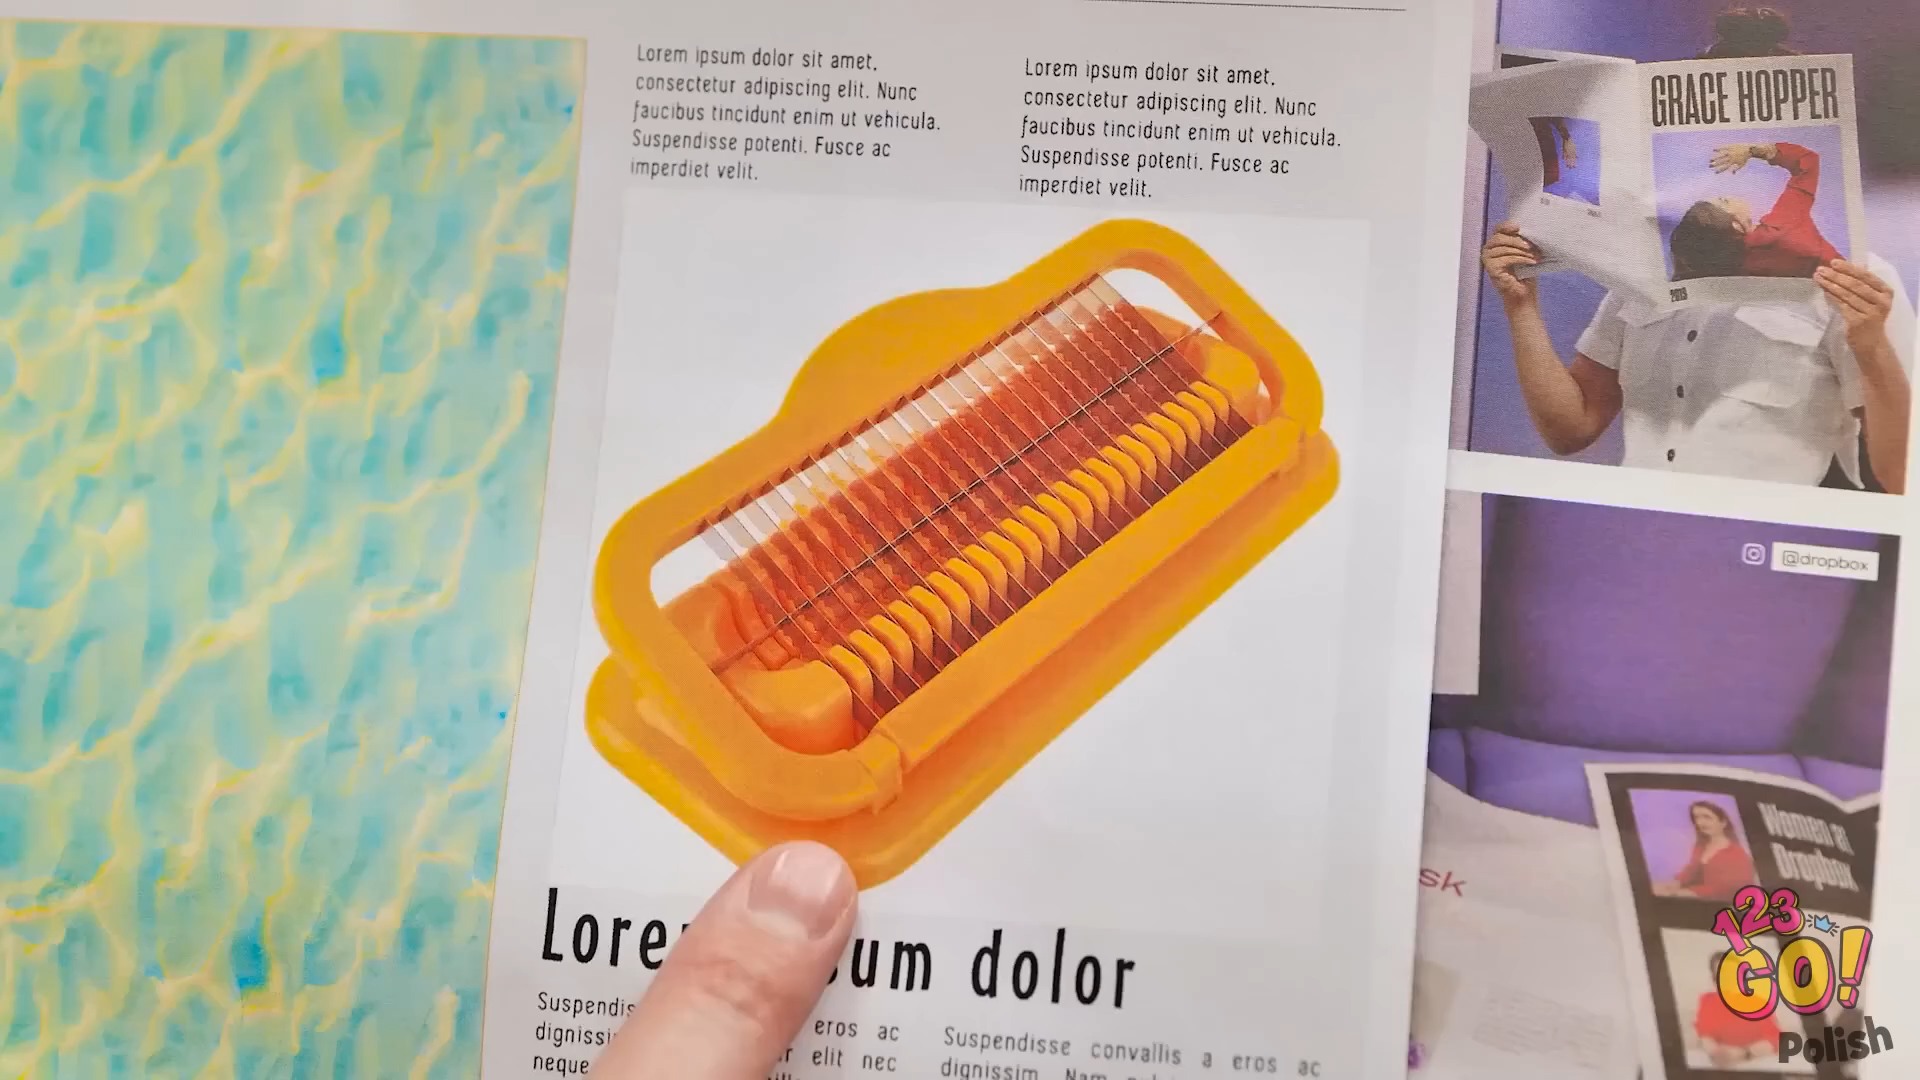 Lorem ipsum dolor sit amet,
consectetur adipiscing elit. Nunc
faucibus tincidunt enim ut vehicula.
Suspendisse potenti. Fusce ac
imperdiet velit.
Lorem ipsum dolor sit amet,
consectetur adipiscing elit. Nunc
faucibus tincidunt enim ut vehicula.
Suspendisse potenti. Fusce ac
imperdiet velit.
GRACE HOPPER
2019
@dropbox
Women at
Dropbox
sk
Lore um dolor
Suspendis
dignissi eros ac
neque elit nec
Suspendisse convallis a eros ac
dignissim. Nam
123
GO!
Polish